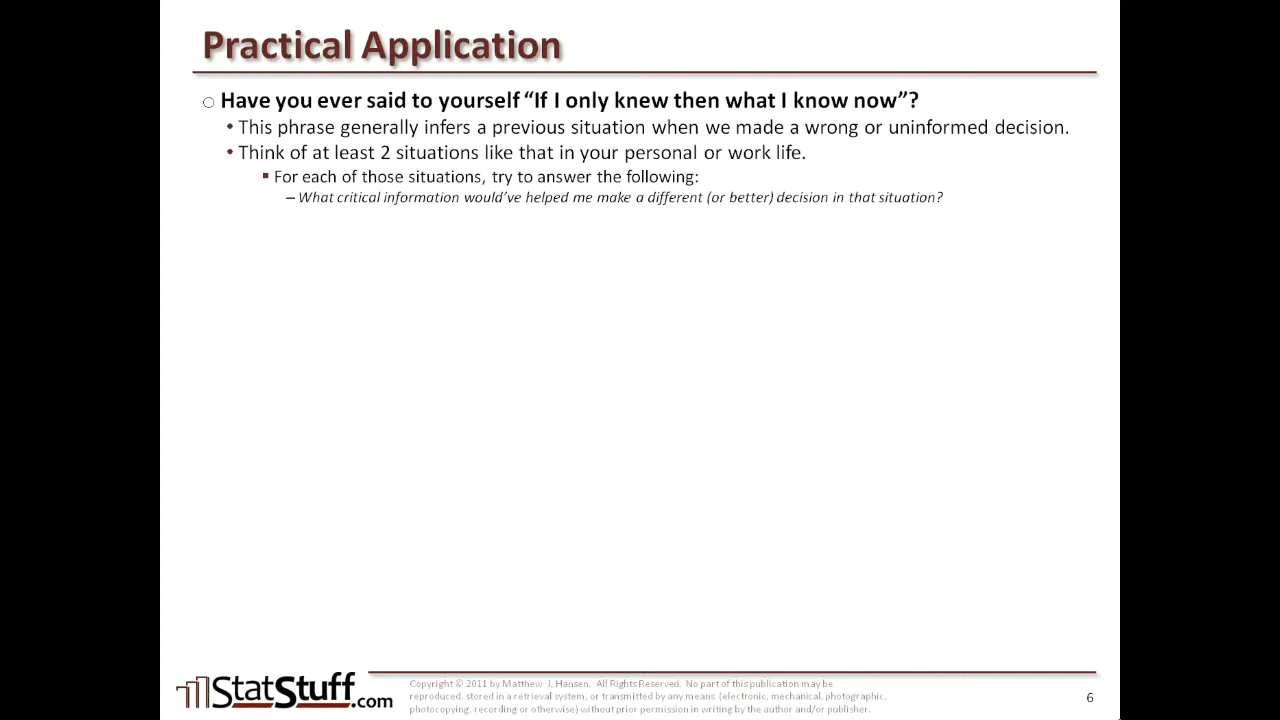 Practical Application
○ Have you ever said to yourself “If I only knew then what I know now”?
• This phrase generally infers a previous situation when we made a wrong or uninformed decision.
• Think of at least 2 situations like that in your personal or work life.
▪ For each of those situations, try to answer the following:
– What critical information would’ve helped me make a different (or better) decision in that situation?
StatStuff.com
Copyright © 2011 by Matthew J. Hansen. All Rights Reserved. No part of this publication may be
reproduced, stored in a retrieval system, or transmitted by any means (electronic, mechanical, photographic,
photocopying, recording or otherwise) without prior permission in writing by the author and/or publisher.
6